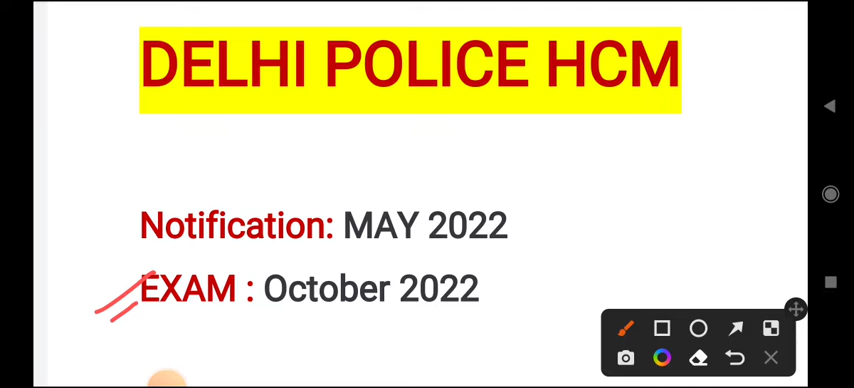 DELHI POLICE HCM
Notification: MAY 2022
EXAM : October 2022